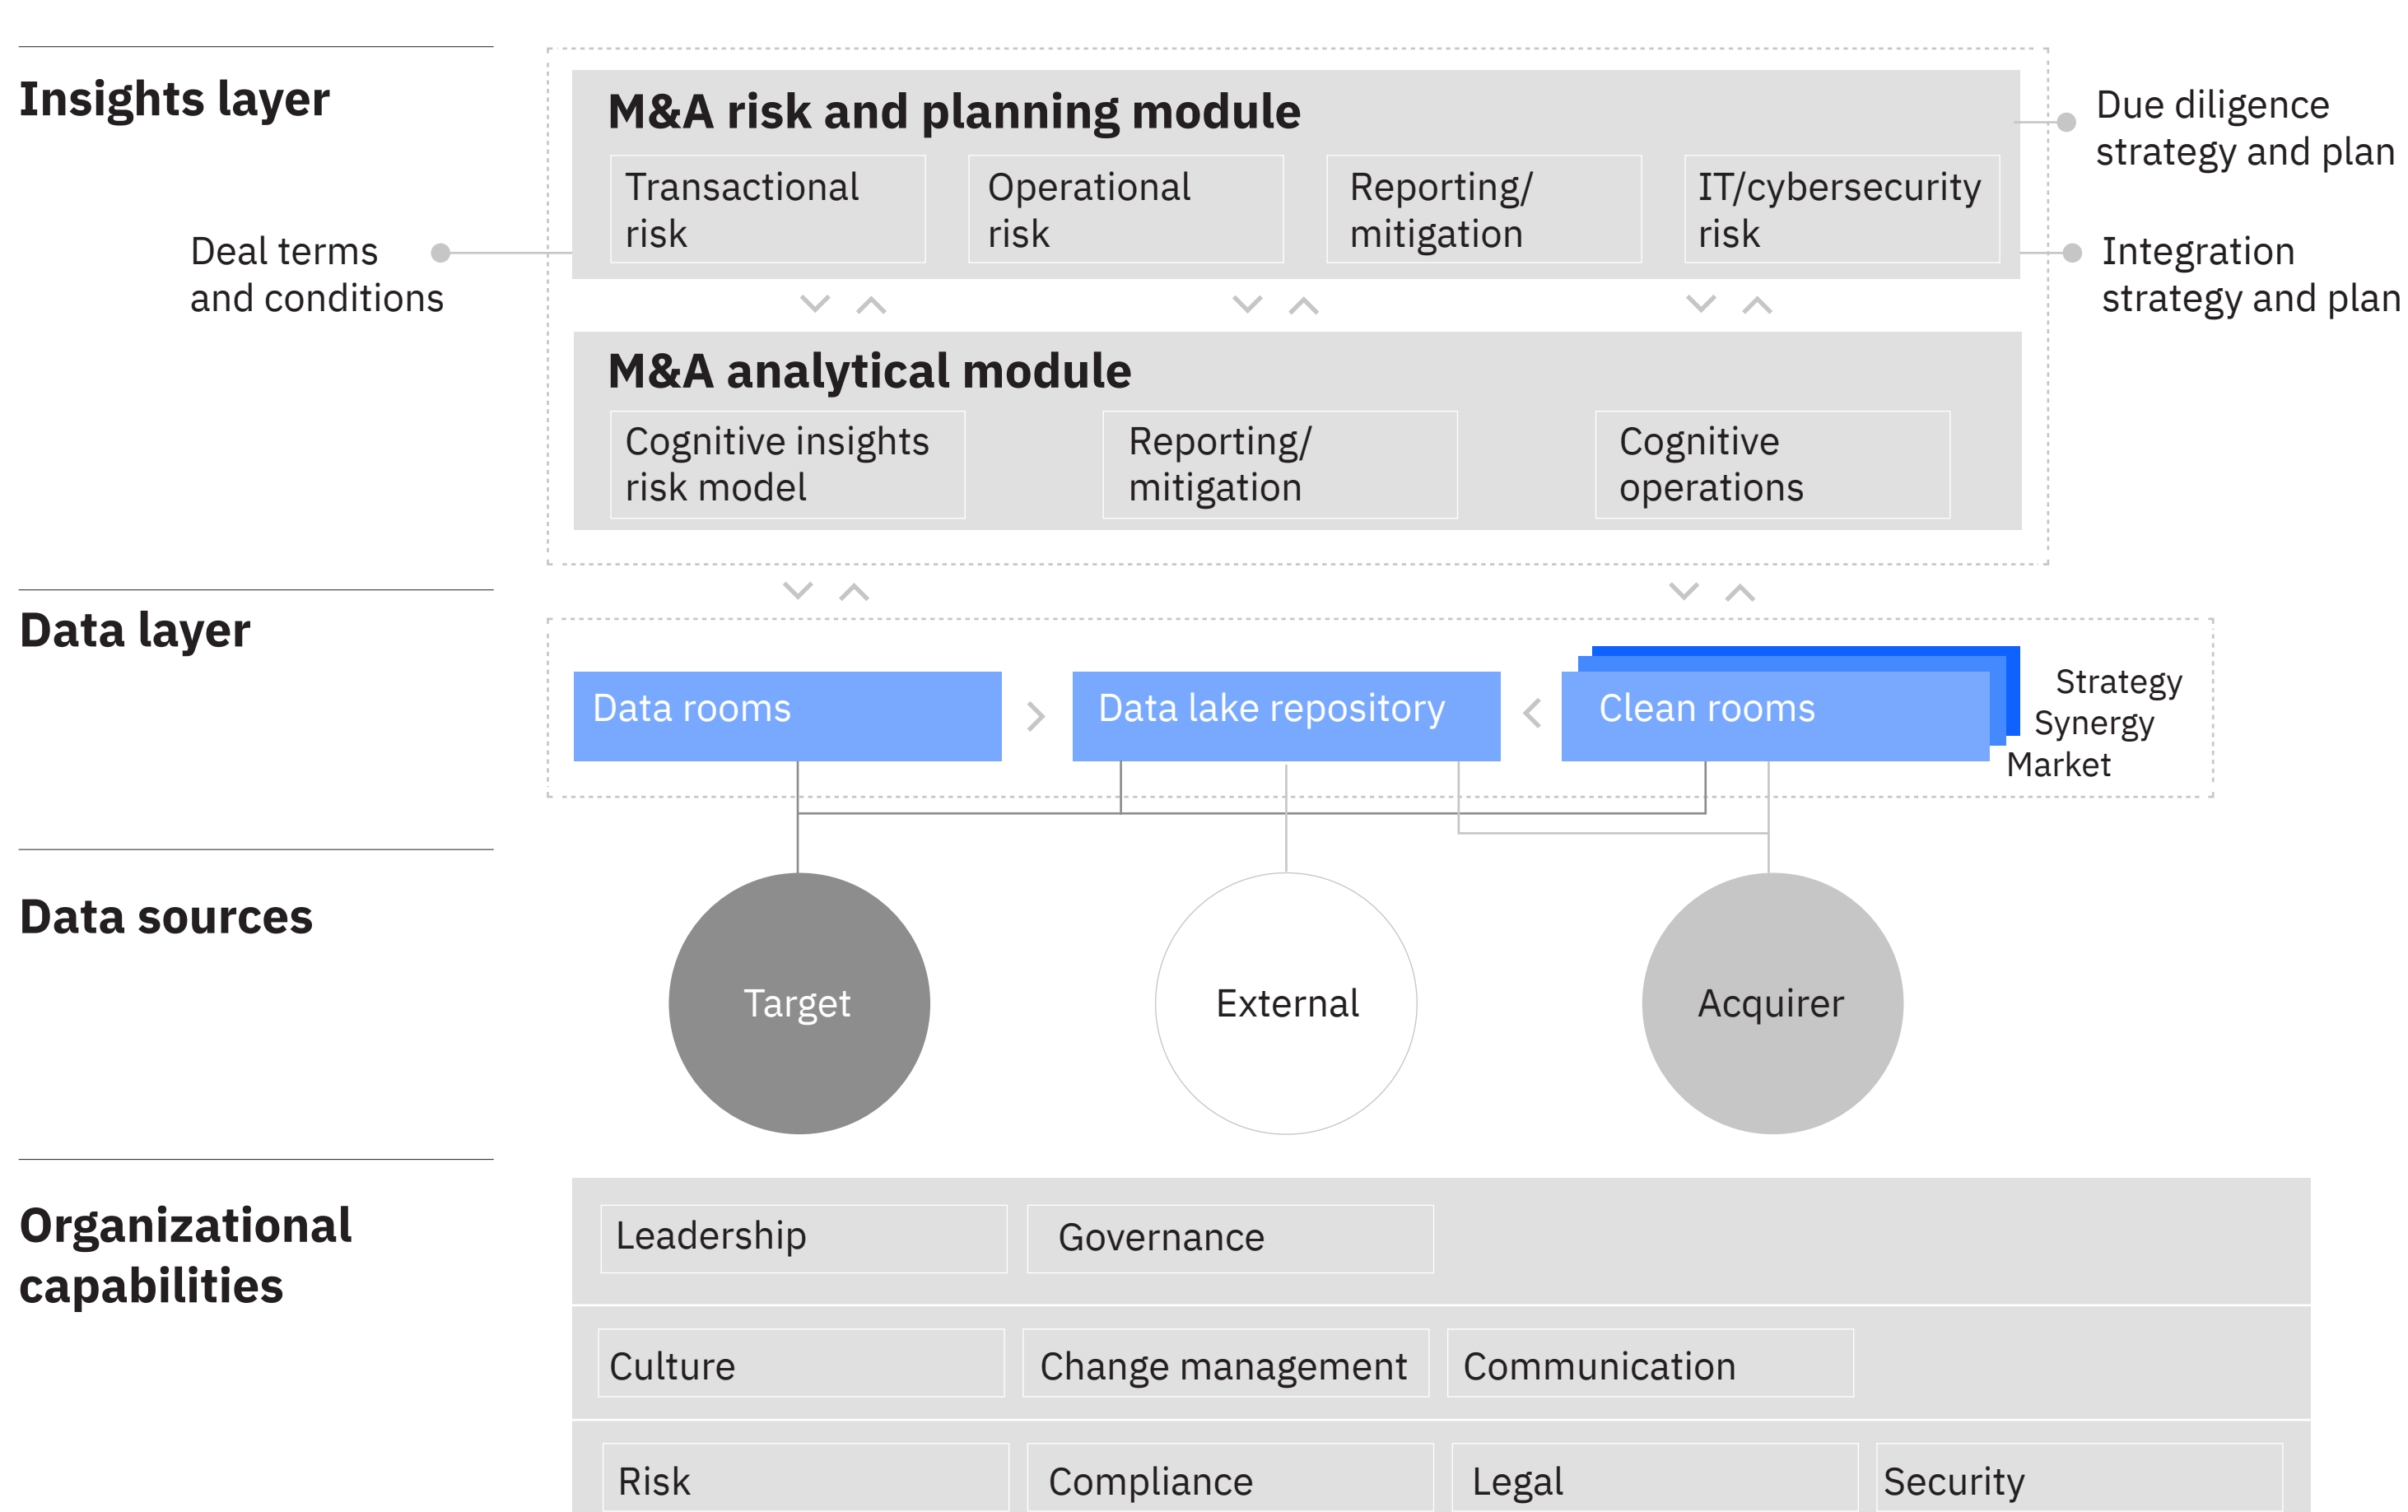 Insights layer
M&A risk and planning module
Transactional
risk
Operational
risk
Reporting/
mitigation
IT/cybersecurity
risk
Due diligence
strategy and plan
Deal terms
and conditions
Integration
strategy and plan
M&A analytical module
Cognitive insights
risk model
Reporting/
mitigation
Cognitive
operations
Data layer
Data rooms
Data lake repository
Clean rooms
Strategy
Synergy
Market
Data sources
Target
External
Acquirer
Organizational
capabilities
Leadership
Governance
Culture
Change management
Communication
Risk
Compliance
Legal
Security